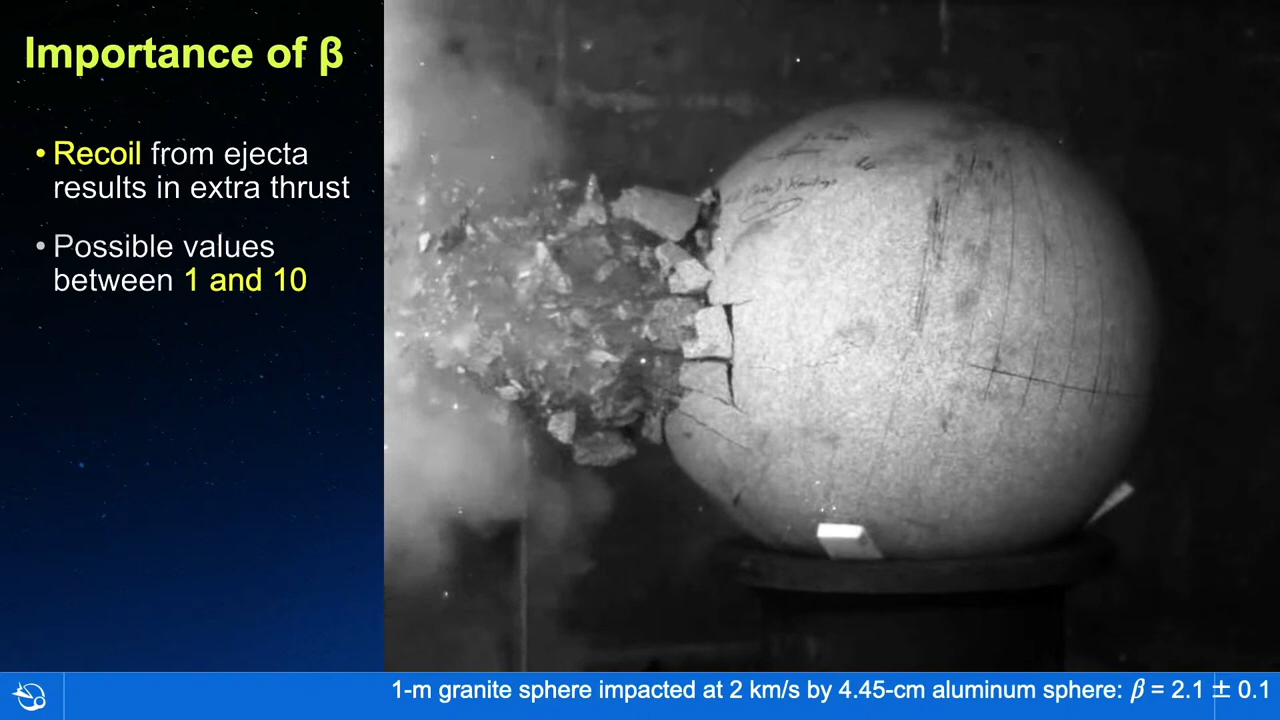 Importance of β
• Recoil from ejecta
results in extra thrust
• Possible values
between 1 and 10
1-m granite sphere impacted at 2 km/s by 4.45-cm aluminum sphere: β = 2.1 ± 0.1